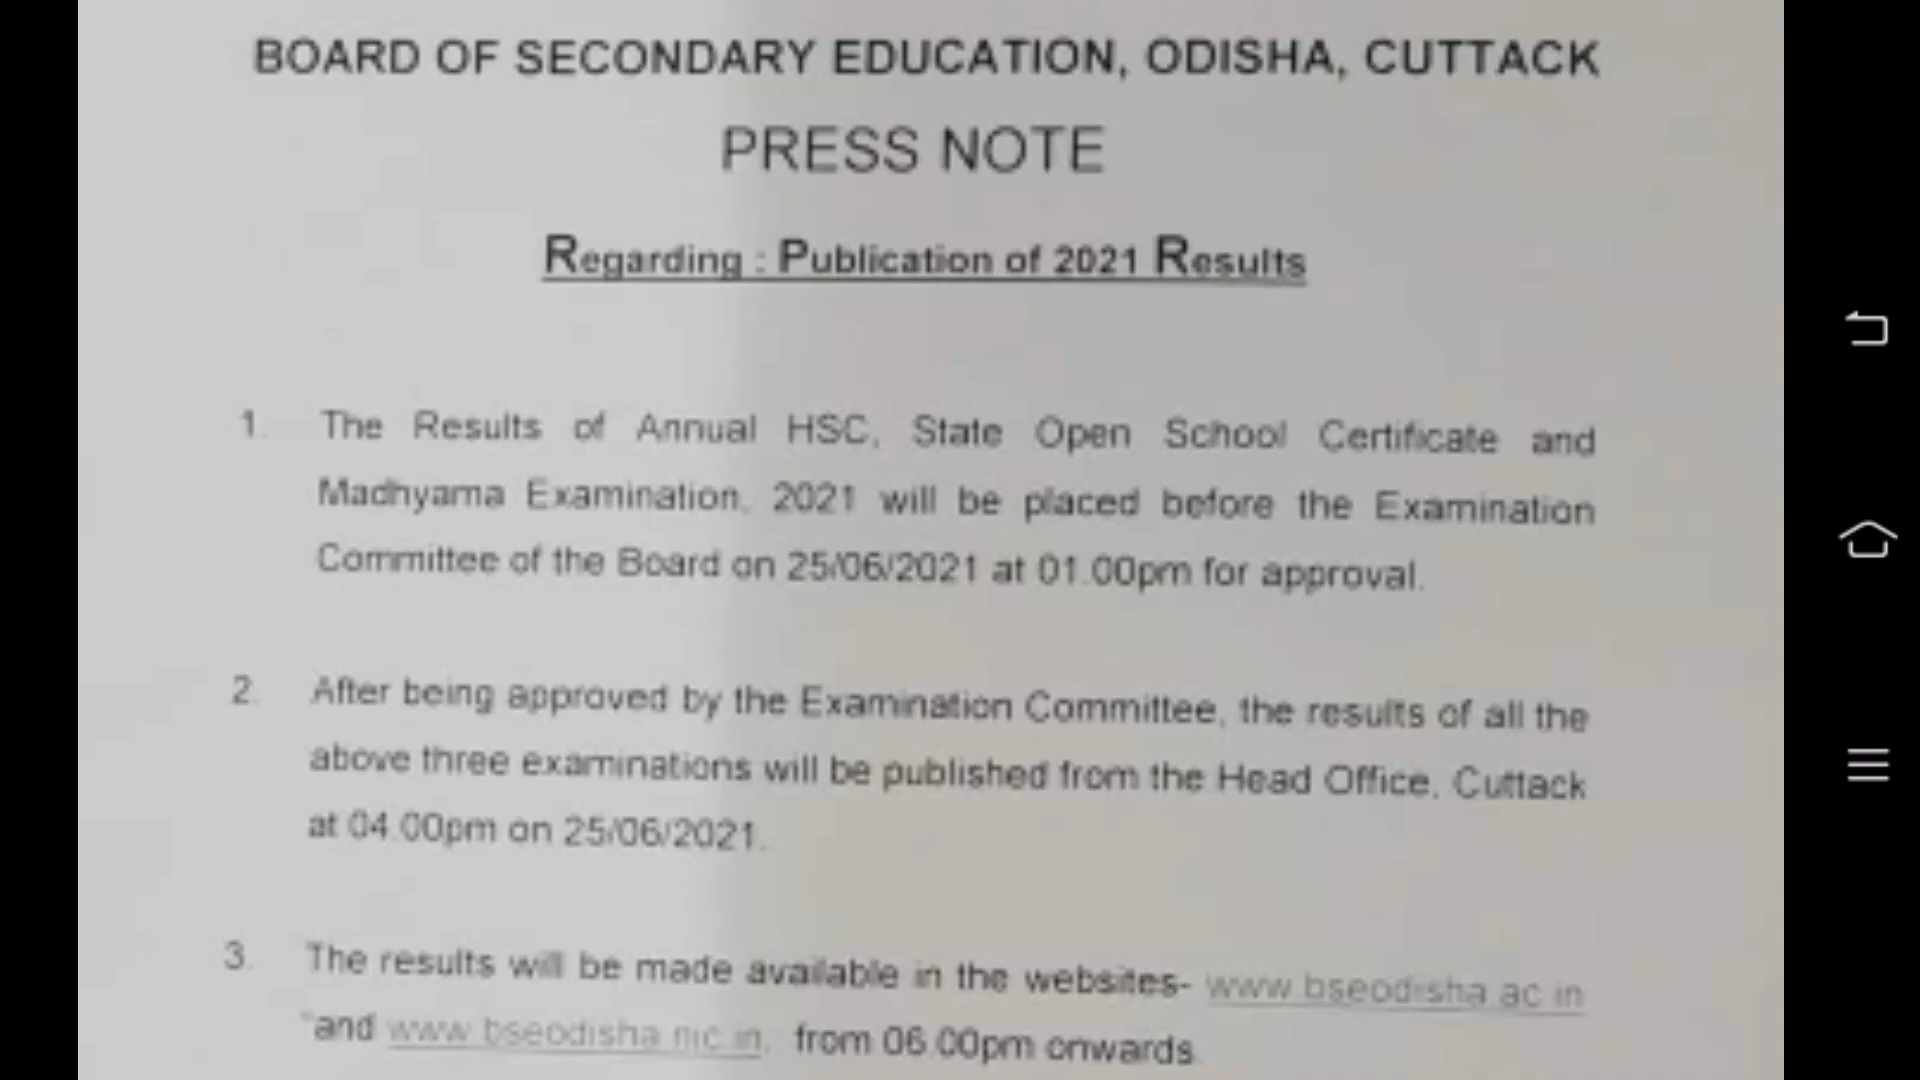 BOARD OF SECONDARY EDUCATION, ODISHA, CUTTACK
PRESS NOTE
Regarding : Publication of 2021 Results
1. The Results of Annual HSC, State Open School Certificate and
Madhyama Examination, 2021 will be placed before the Examination
Committee of the Board on 25/06/2021 at 01.00pm for approval.
2. After being approved by the Examination Committee, the results of all the
above three examinations will be published from the Head Office, Cuttack
at 04.00pm on 25/06/2021.
3. The results will be made available in the websites- www.bseodisha.ac.in
and www.bseodisha.nic.in, from 06.00pm onwards